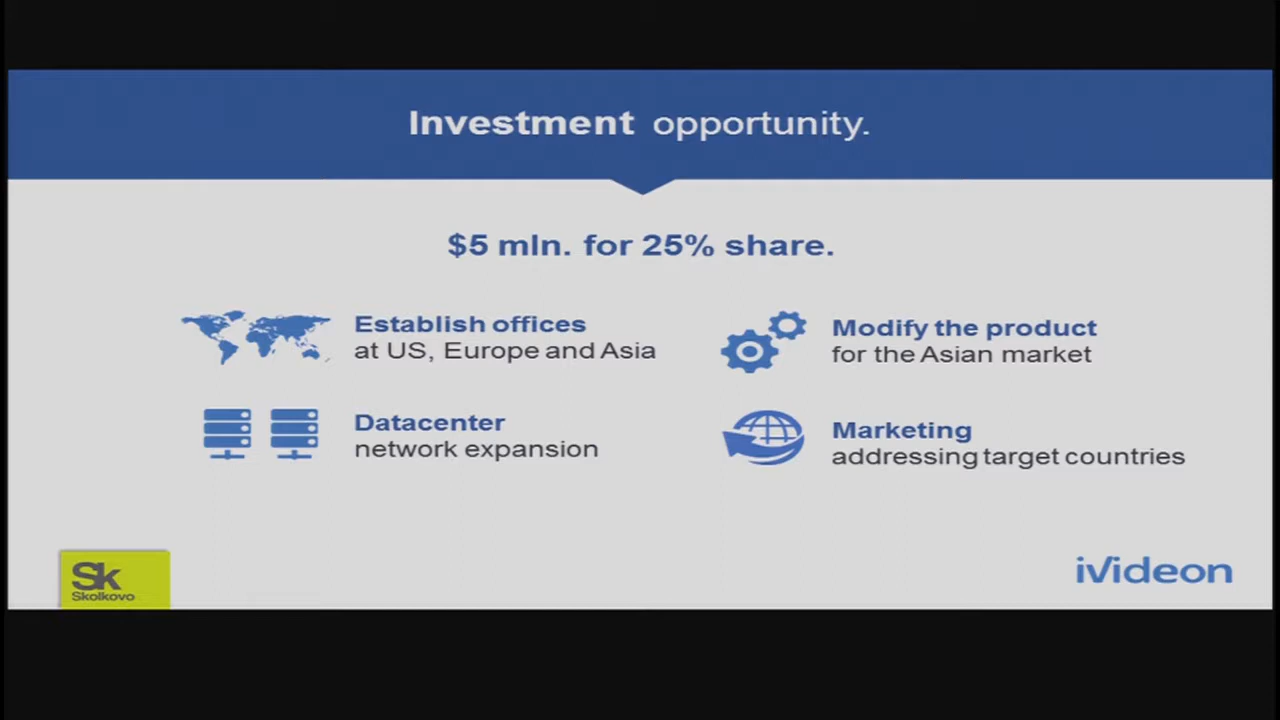 Investment opportunity.
$5 mln. for 25% share.
Establish offices
at US, Europe and Asia
Modify the product
for the Asian market
Datacenter
network expansion
Marketing
addressing target countries
Sk
Skolkovo
iVideon